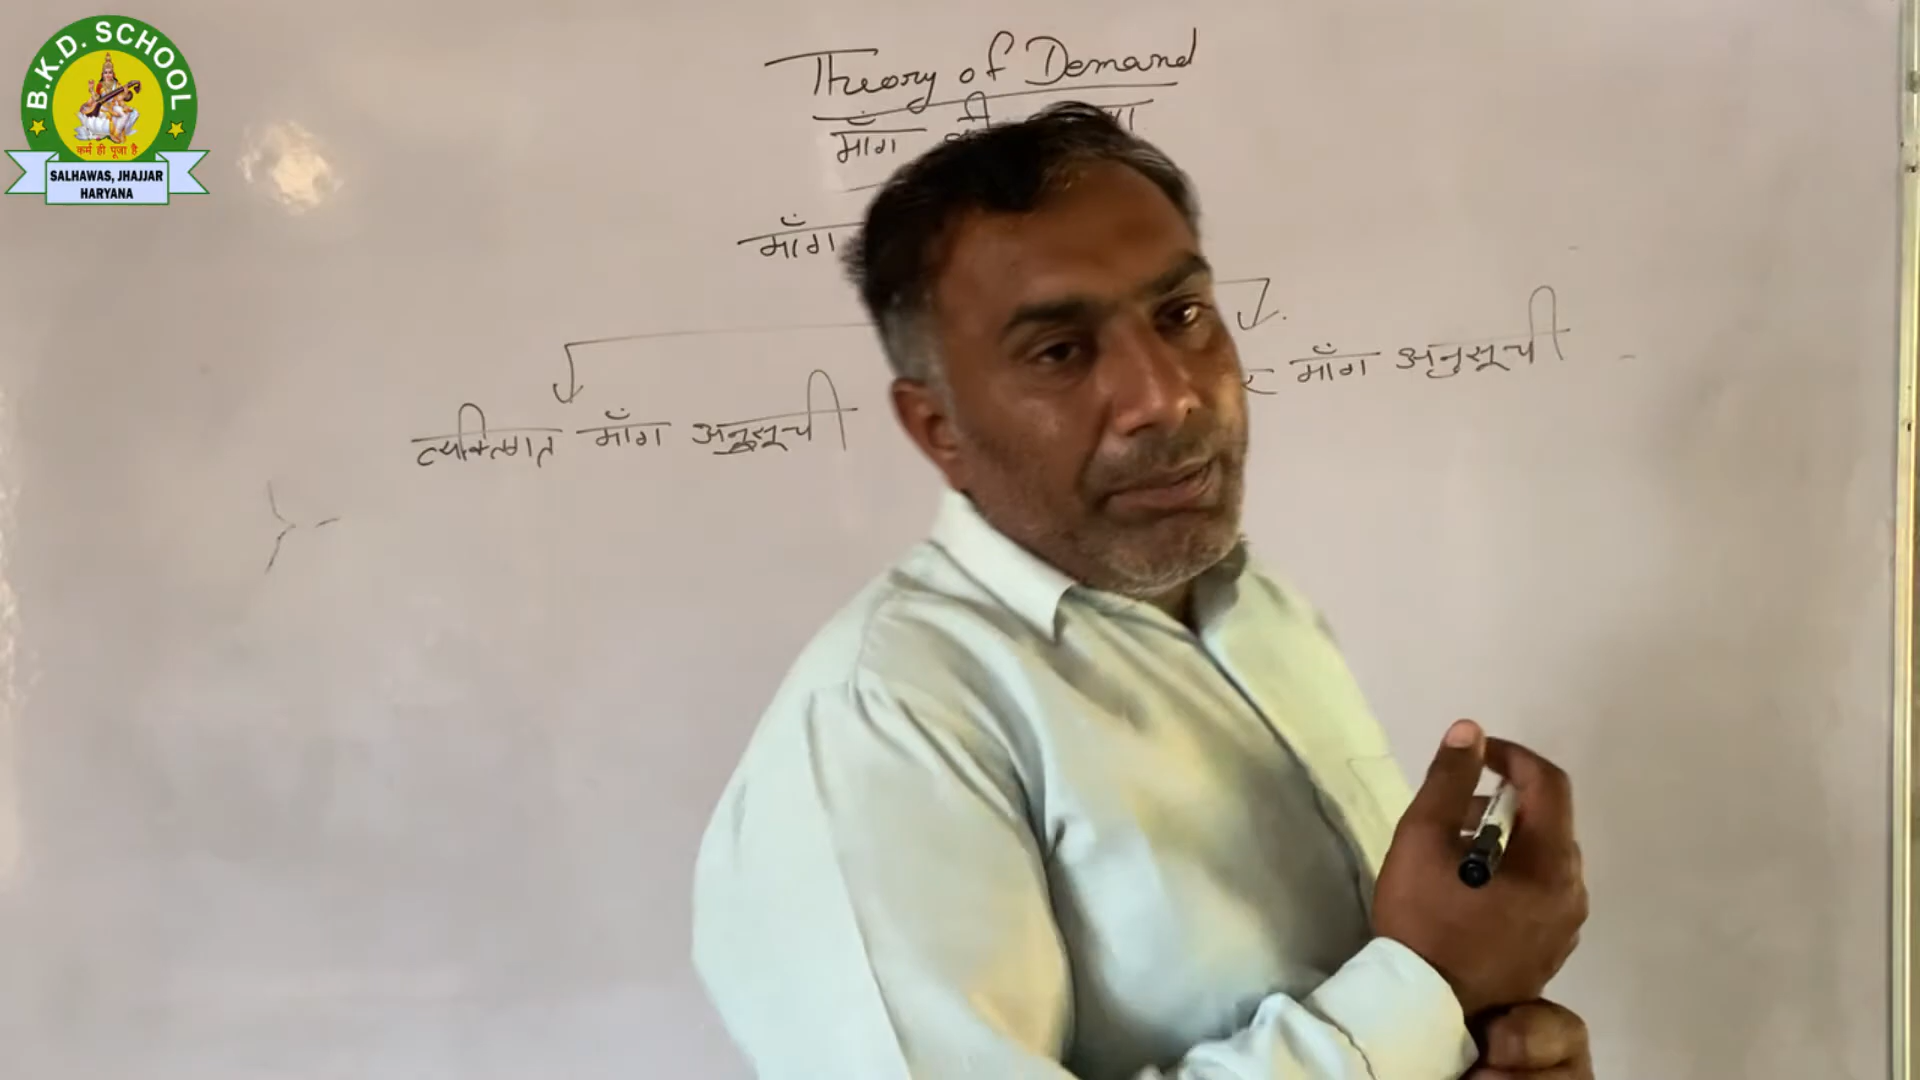 B.K.D. SCHOOL
कर्म ही पूजा है
SALHAWAS, JHAJJAR
HARYANA
Theory of Demand
माँग
माँग
व्यक्तिगत माँग अनुसूची
माँग अनुसूची